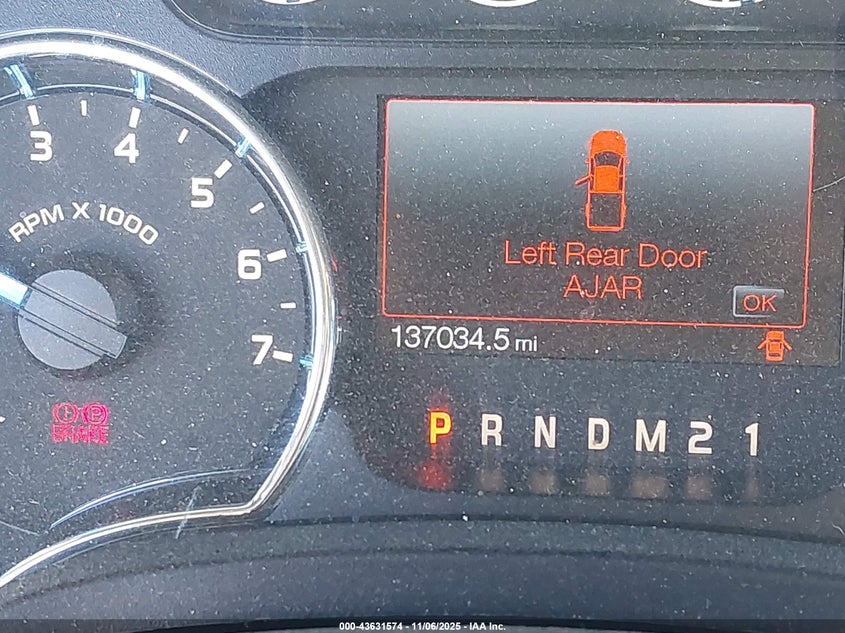 3
4
5
6
7
RPM X 1000
Left Rear Door
AJAR
OK
137034.5 mi
P
BRAKE
P R N D M 2 1
000-43631574 - 11/06/2025 - IAA Inc.